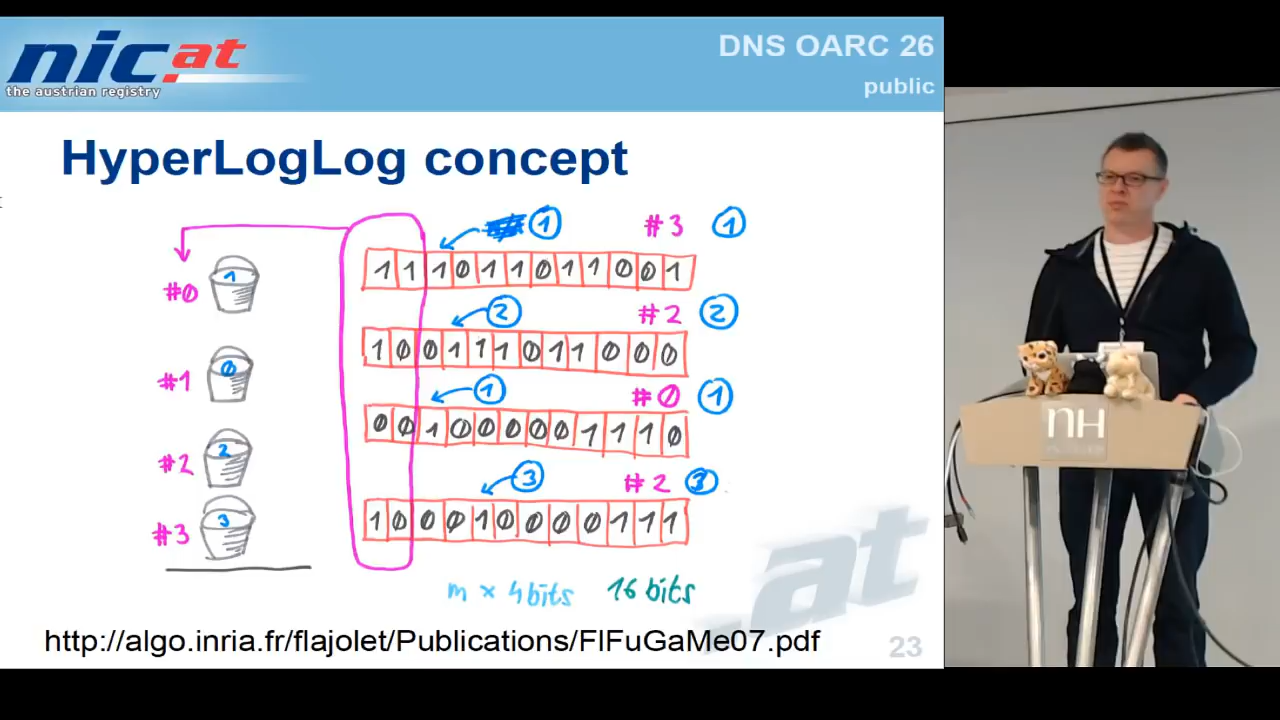 nic.at
the austrian registry
DNS OARC 26
public
HyperLogLog concept
1 #3 1
1 1 1 0 1 1 0 1 1 0 0 1
#0 1
2 #2 2
1 0 0 1 1 1 0 1 1 0 0 0
#1 0
1 #0 1
0 0 1 0 0 0 0 0 1 1 1 0
#2 2
3 #2 3
1 0 0 0 1 0 0 0 0 1 1 1
#3 3
m × 4 bits 16 bits
.at
http://algo.inria.fr/flajolet/Publications/FlFuGaMe07.pdf
23
nH